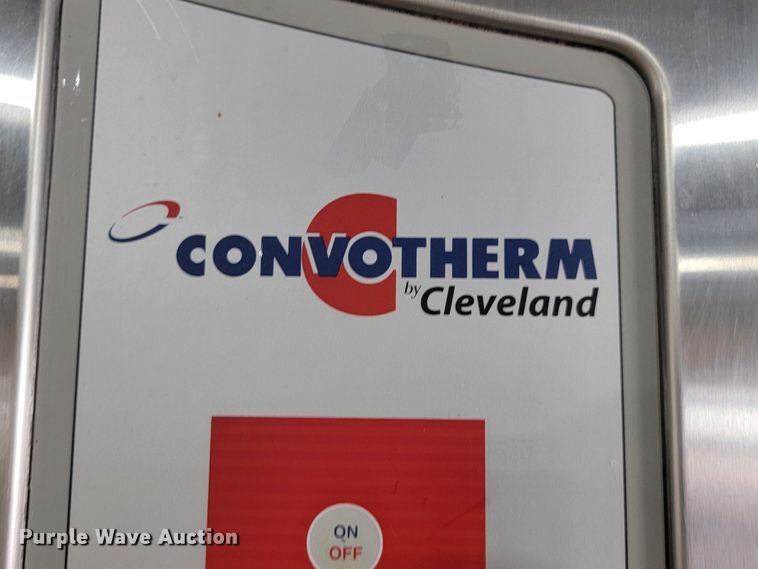 CONVOTHERM
by Cleveland
ON
OFF
Purple Wave Auction